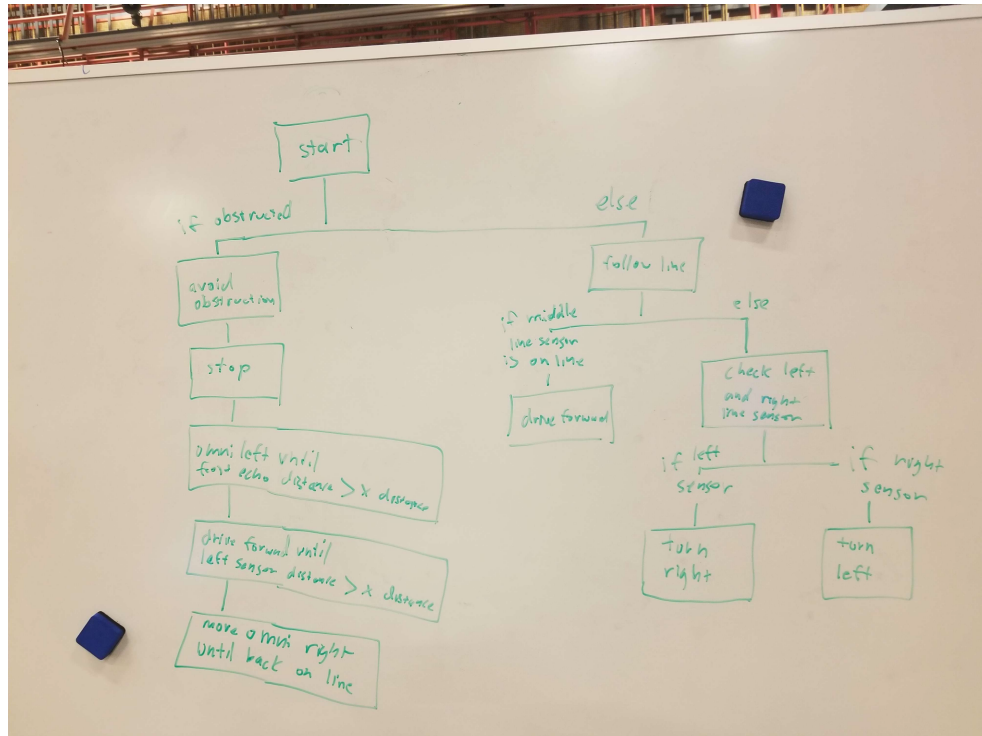 start
if obstructed
else
avoid
obstruction
follow line
stop
if middle
line sensor
is on line
else
drive forward
check left
and right
line sensor
omni left until
front echo distance > x distance
if left
sensor
if right
sensor
drive forward until
left sensor distance > x distance
turn
right
turn
left
move omni right
until back on line